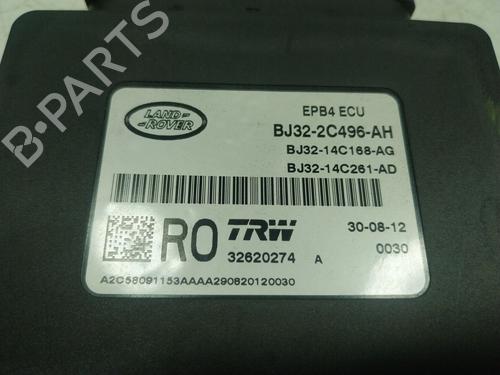 LAND
ROVER
EPB4 ECU
BJ32-2C496-AH
BJ32-14C168-AG
BJ32-14C261-AD
RO TRW 30-08-12
32620274 A 0030
A2C58091153AAAA290820120030
B-PARTS